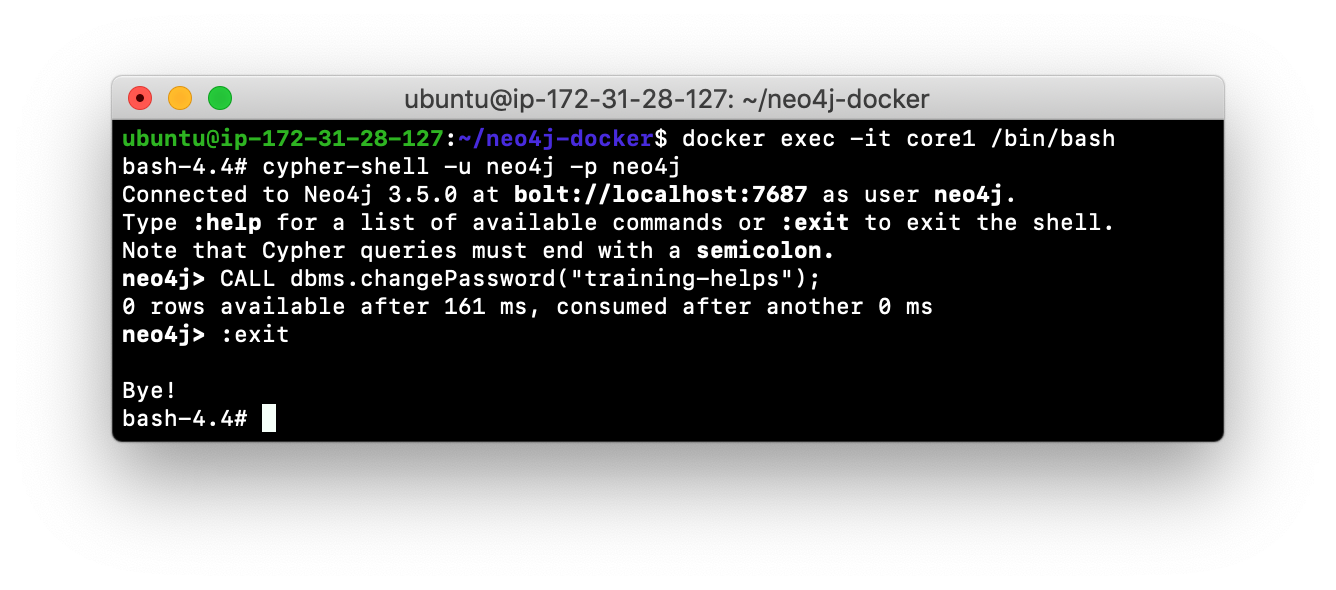 ubuntu@ip-172-31-28-127: ~/neo4j-docker
ubuntu@ip-172-31-28-127:~/neo4j-docker$ docker exec -it core1 /bin/bash
bash-4.4# cypher-shell -u neo4j -p neo4j
Connected to Neo4j 3.5.0 at bolt://localhost:7687 as user neo4j.
Type :help for a list of available commands or :exit to exit the shell.
Note that Cypher queries must end with a semicolon.
neo4j> CALL dbms.changePassword("training-helps");
0 rows available after 161 ms, consumed after another 0 ms
neo4j> :exit
Bye!
bash-4.4#